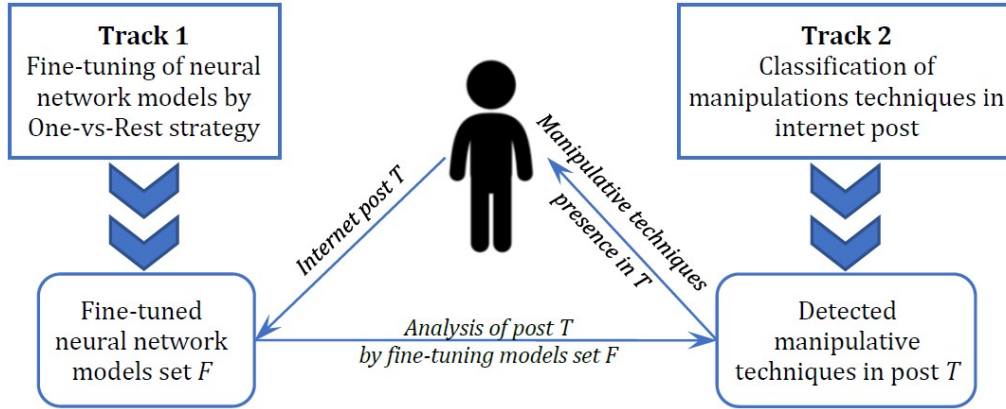 Track 1
Fine-tuning of neural
network models by
One-vs-Rest strategy
Track 2
Classification of
manipulations techniques in
internet post
Internet post T
Manipulative techniques
presence in T
Fine-tuned
neural network
models set F
Analysis of post T
by fine-tuning models set F
Detected
manipulative
techniques in post T